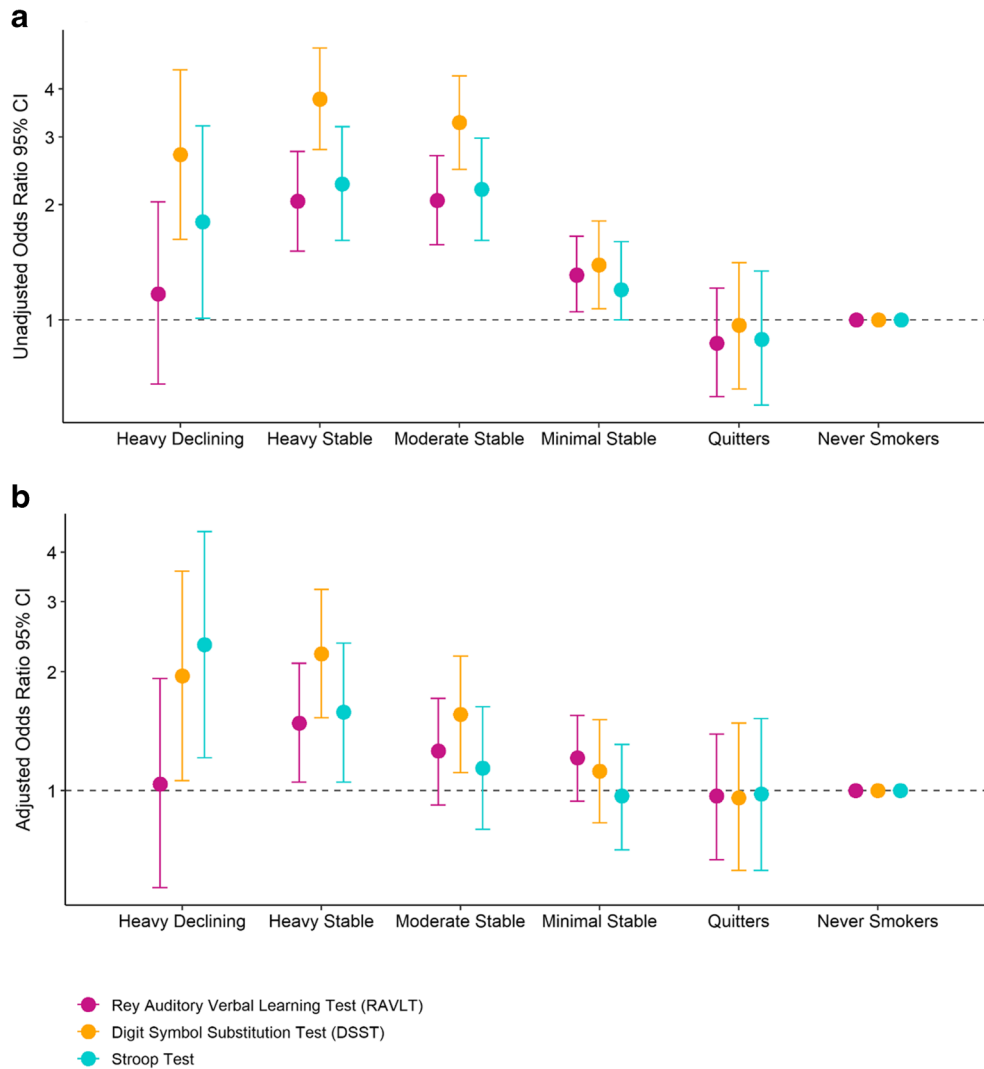 a
Unadjusted Odds Ratio 95% CI
4
3
2
1
Heavy Declining Heavy Stable Moderate Stable Minimal Stable Quitters Never Smokers
b
Adjusted Odds Ratio 95% CI
4
3
2
1
Heavy Declining Heavy Stable Moderate Stable Minimal Stable Quitters Never Smokers
Rey Auditory Verbal Learning Test (RAVLT)
Digit Symbol Substitution Test (DSST)
Stroop Test